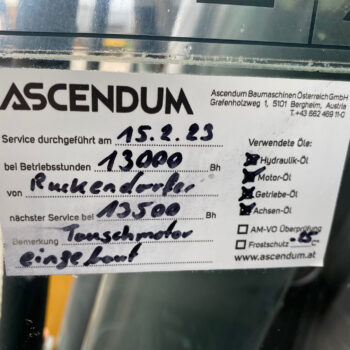 ASCENDUM
Ascendum Baumaschinen Österreich GmbH
Grafenholzweg 1, 5101 Bergheim, Austria
T.+43 662 469 11-0
Service durchgeführt am 15.2.23
bei Betriebsstunden 13000 Bh
von Ruckendorfer
nächster Service bei 13500 Bh
Bemerkung Tauschmotor
eingebaut
Verwendete Öle:
Hydraulik-Öl
Motor-Öl
Getriebe-Öl
Achsen-Öl
AM-VO Überprüfung
Frostschutz
www.ascendum.at